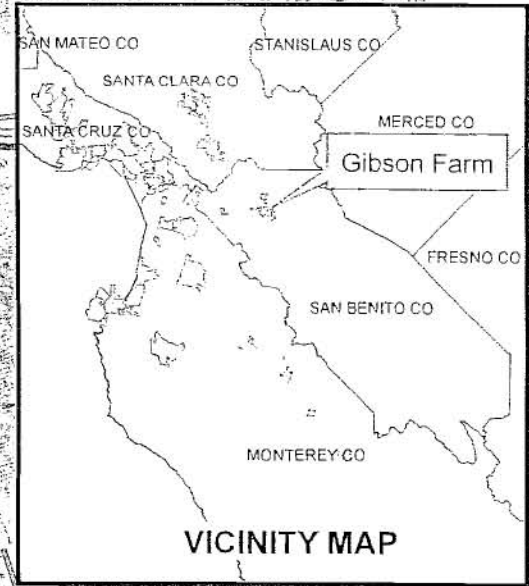 SAN MATEO CO
STANISLAUS CO
SANTA CLARA CO
MERCED CO
SANTA CRUZ CO
Gibson Farm
FRESNO CO
SAN BENITO CO
MONTEREY CO
VICINITY MAP